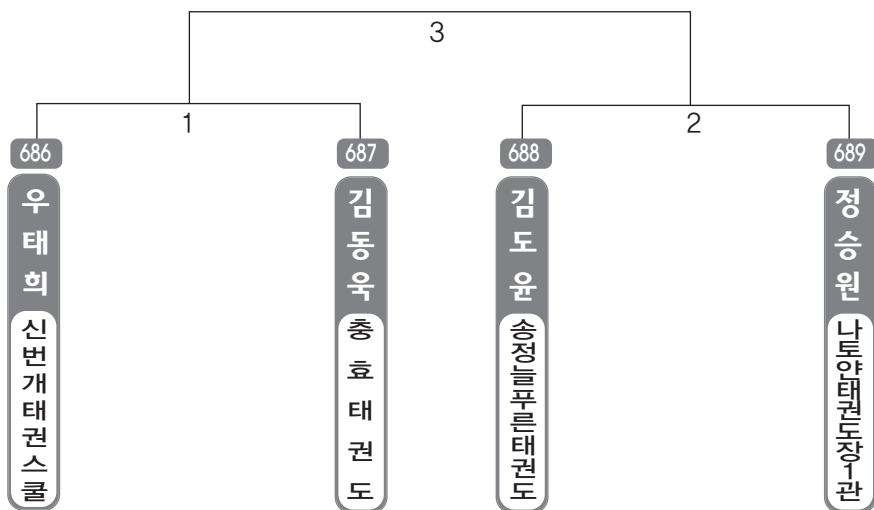 3
1
2
686
687
688
689
우태희
김동욱
김도윤
정승원
신번개태권스쿨
충효태권도
송정늘푸른태권도
나토얀태권도장1관